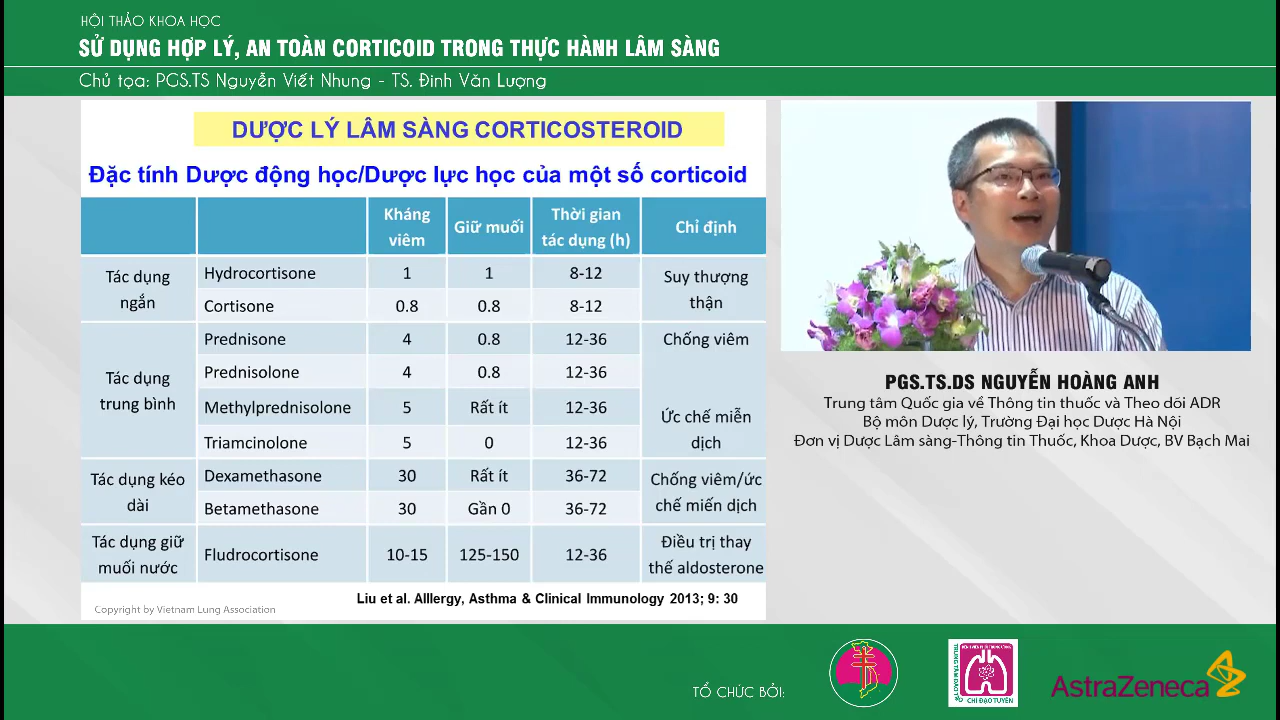 HỘI THẢO KHOA HỌC
SỬ DỤNG HỢP LÝ, AN TOÀN CORTICOID TRONG THỰC HÀNH LÂM SÀNG
Chủ tọa: PGS.TS Nguyễn Viết Nhung - TS. Đinh Văn Lượng
DƯỢC LÝ LÂM SÀNG CORTICOSTEROID
Đặc tính Dược động học/Dược lực học của một số corticoid
Kháng viêm Giữ muối Thời gian tác dụng (h) Chỉ định
Tác dụng ngắn Hydrocortisone 1 1 8-12 Suy thượng thận
Cortisone 0.8 0.8 8-12
Tác dụng trung bình Prednisone 4 0.8 12-36 Chống viêm
Prednisolone 4 0.8 12-36
Methylprednisolone 5 Rất ít 12-36 Ức chế miễn dịch
Triamcinolone 5 0 12-36
Tác dụng kéo dài Dexamethasone 30 Rất ít 36-72 Chống viêm/ức chế miến dịch
Betamethasone 30 Gần 0 36-72
Tác dụng giữ muối nước Fludrocortisone 10-15 125-150 12-36 Điều trị thay thế aldosterone
Liu et al. Alllergy, Asthma & Clinical Immunology 2013; 9: 30
Copyright by Vietnam Lung Association
PGS.TS.DS NGUYỄN HOÀNG ANH
Trung tâm Quốc gia về Thông tin thuốc và Theo dõi ADR
Bộ môn Dược lý, Trường Đại học Dược Hà Nội
Đơn vị Dược Lâm sàng-Thông tin Thuốc, Khoa Dược, BV Bạch Mai
TỔ CHỨC BỞI:
CHỈ ĐẠO TUYẾN
AstraZeneca